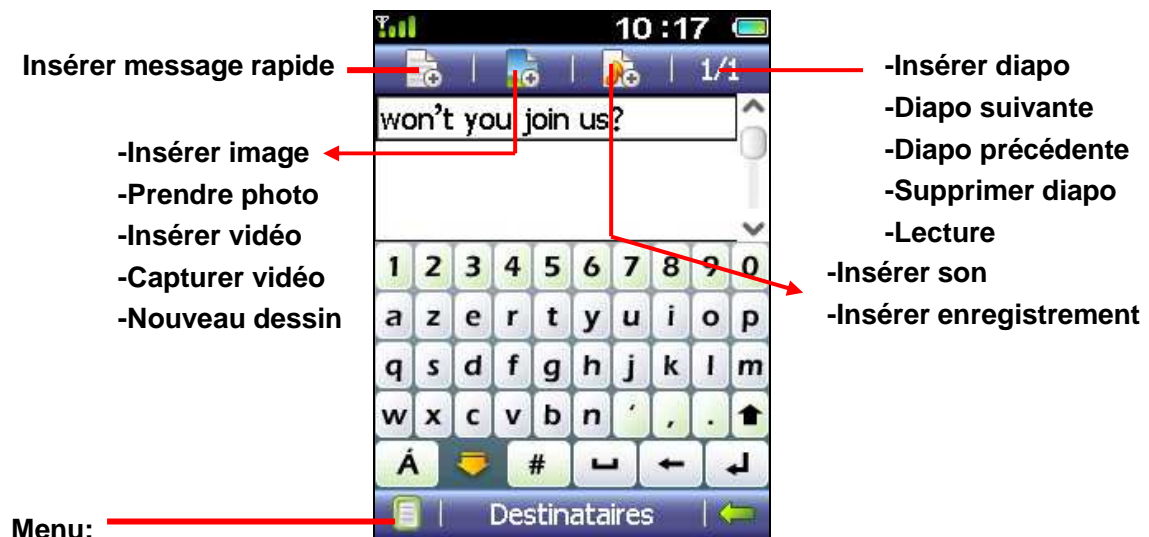 10:17
Insérer message rapide
1/1
-Insérer diapo
won't you join us?
-Diapo suivante
-Insérer image
-Diapo précédente
-Prendre photo
-Supprimer diapo
-Insérer vidéo
-Lecture
-Capturer vidéo
-Insérer son
-Nouveau dessin
-Insérer enregistrement
1 2 3 4 5 6 7 8 9 0
a z e r t y u i o p
q s d f g h j k l m
w x c v b n ' , .
Á #
Destinataires
Menu: